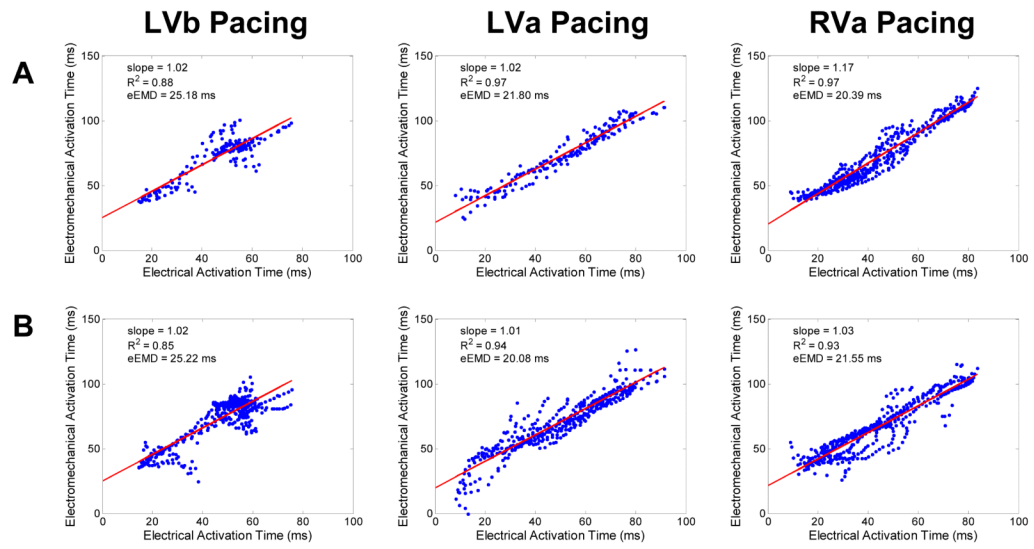 LVb Pacing LVa Pacing RVa Pacing
A
150
100
50
0
0 20 40 60 80 100
Electromechanical Activation Time (ms)
Electrical Activation Time (ms)
slope = 1.02
R² = 0.88
eEMD = 25.18 ms
150
100
50
0
0 20 40 60 80 100
Electromechanical Activation Time (ms)
Electrical Activation Time (ms)
slope = 1.02
R² = 0.97
eEMD = 21.80 ms
150
100
50
0
0 20 40 60 80 100
Electromechanical Activation Time (ms)
Electrical Activation Time (ms)
slope = 1.17
R² = 0.97
eEMD = 20.39 ms
B
150
100
50
0
0 20 40 60 80 100
Electromechanical Activation Time (ms)
Electrical Activation Time (ms)
slope = 1.02
R² = 0.85
eEMD = 25.22 ms
150
100
50
0
0 20 40 60 80 100
Electromechanical Activation Time (ms)
Electrical Activation Time (ms)
slope = 1.01
R² = 0.94
eEMD = 20.08 ms
150
100
50
0
0 20 40 60 80 100
Electromechanical Activation Time (ms)
Electrical Activation Time (ms)
slope = 1.03
R² = 0.93
eEMD = 21.55 ms